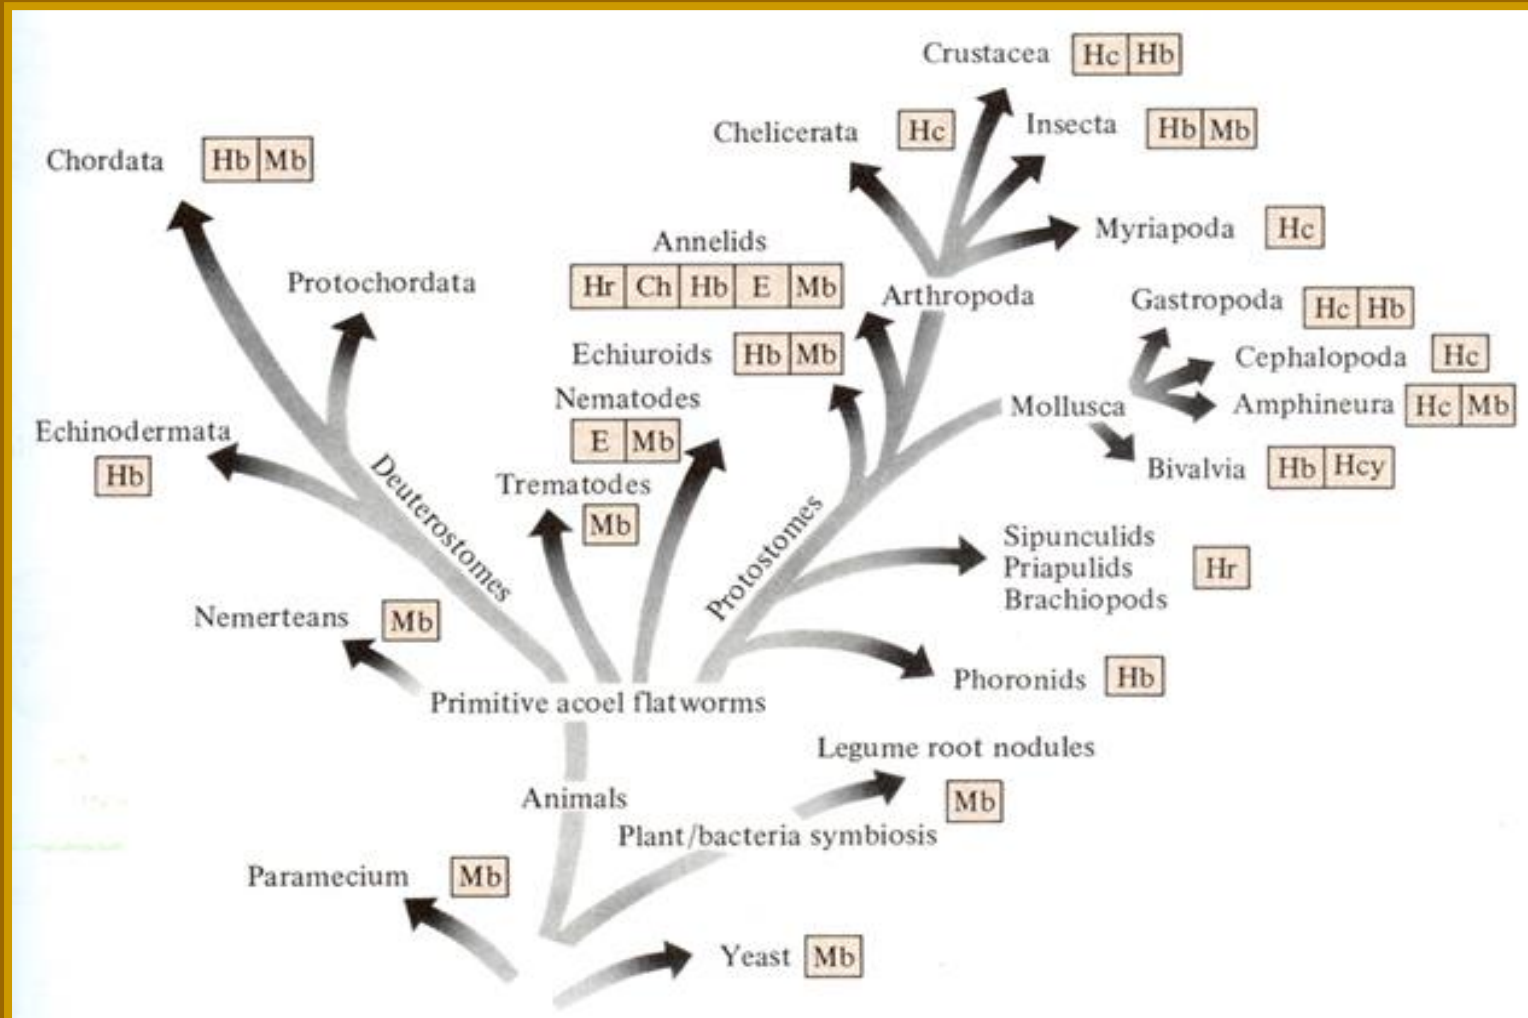 Crustacea Hc Hb
Chelicerata Hc
Insecta Hb Mb
Chordata Hb Mb
Myriapoda Hc
Annelids
Hr Ch Hb E Mb
Protochordata
Arthropoda
Gastropoda Hc Hb
Echiuroids Hb Mb
Cephalopoda Hc
Nematodes
E Mb
Mollusca
Amphineura Hc Mb
Echinodermata
Hb
Bivalvia Hb Hcy
Deuterostomes
Trematodes
Mb
Protostomes
Sipunculids
Priapulids Hr
Brachiopods
Nemerteans Mb
Phoronids Hb
Primitive acoel flatworms
Legume root nodules
Mb
Animals
Plant/bacteria symbiosis
Paramecium Mb
Yeast Mb